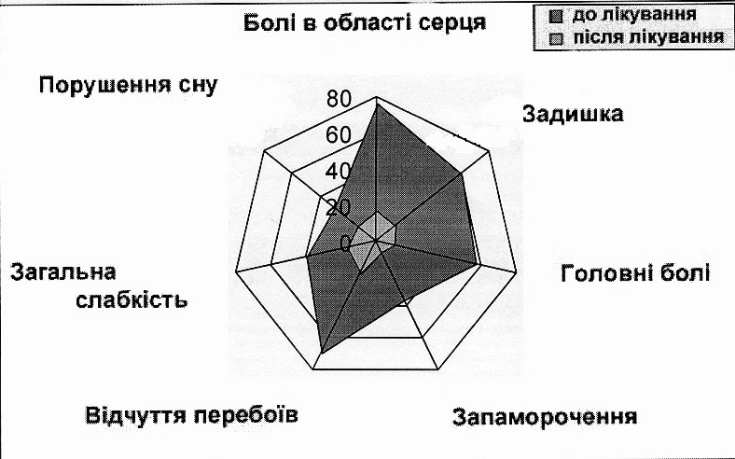 Болі в області серця
до лікування
після лікування
Порушення сну
Задишка
80
60
40
20
0
Загальна
слабкість
Головні болі
Відчуття перебоїв
Запаморочення